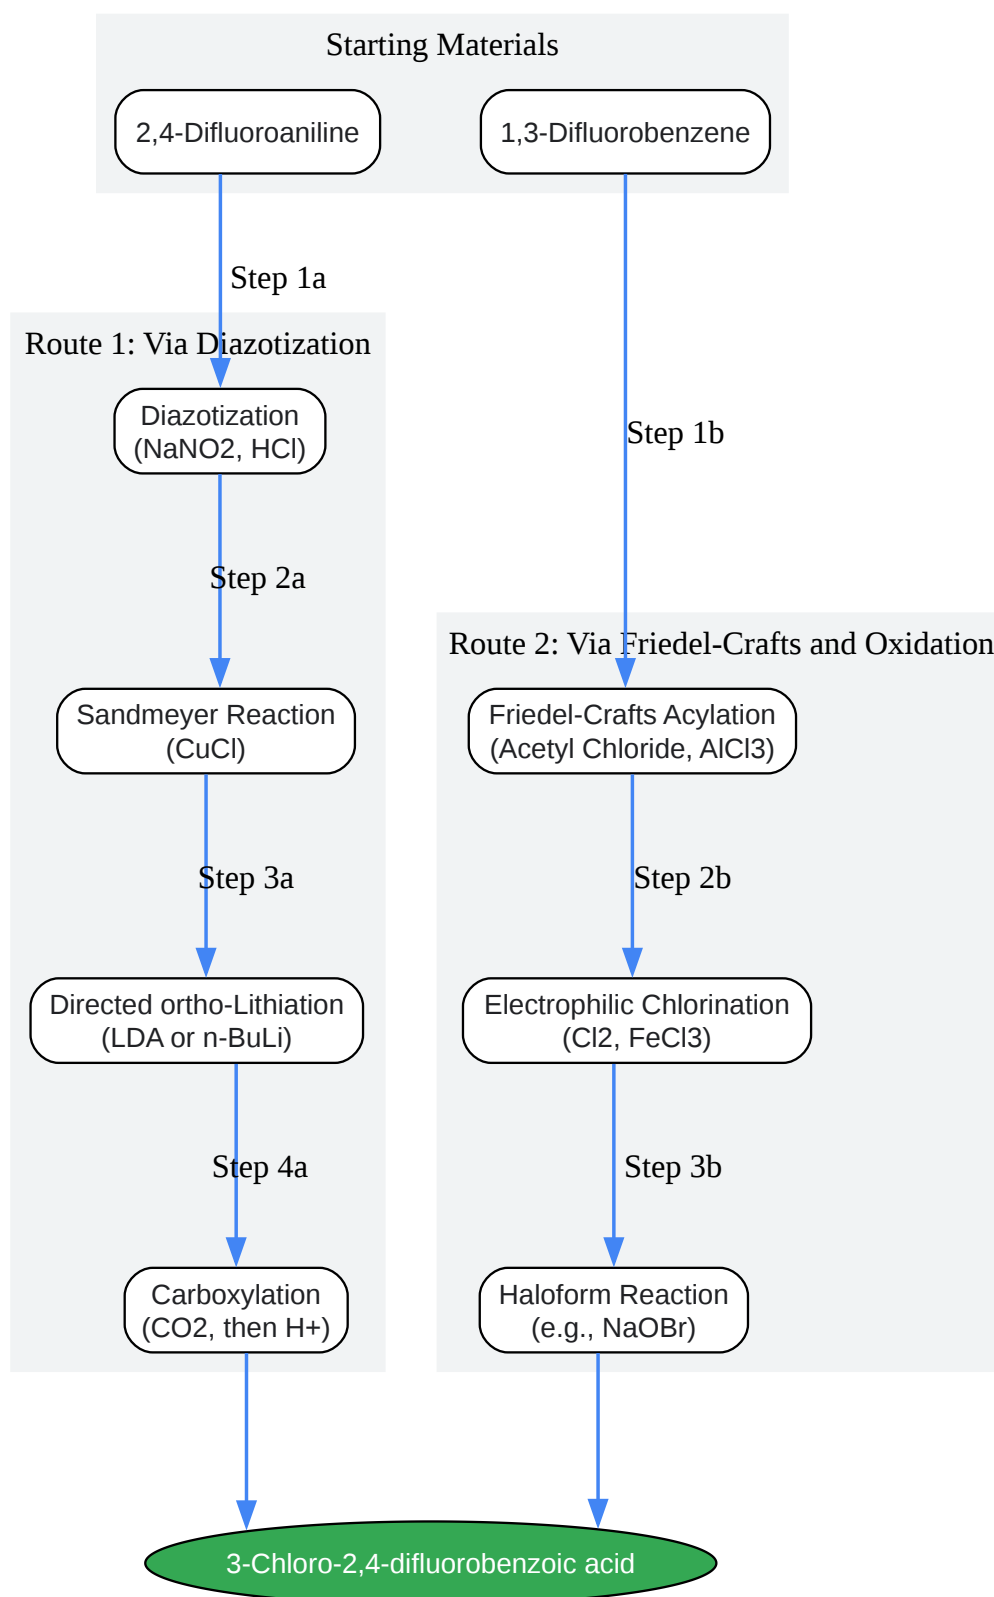 Starting Materials
2,4-Difluoroaniline
1,3-Difluorobenzene
Step 1a
Route 1: Via Diazotization
Diazotization
(NaNO2, HCl)
Step 1b
Step 2a
Route 2: Via Friedel-Crafts and Oxidation
Sandmeyer Reaction
(CuCl)
Friedel-Crafts Acylation
(Acetyl Chloride, AlCl3)
Step 3a
Step 2b
Directed ortho-Lithiation
(LDA or n-BuLi)
Electrophilic Chlorination
(Cl2, FeCl3)
Step 4a
Step 3b
Carboxylation
(CO2, then H+)
Haloform Reaction
(e.g., NaOBr)
3-Chloro-2,4-difluorobenzoic acid